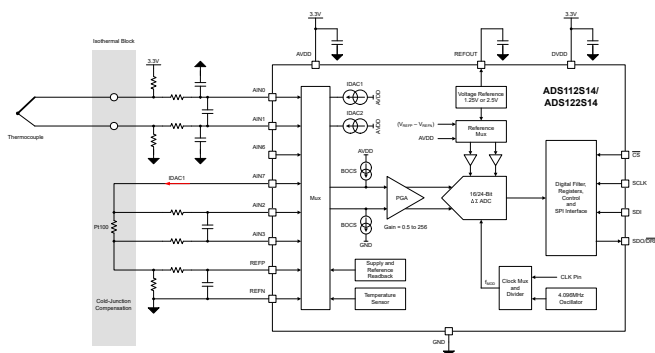 Isothermal Block
3.3V
Thermocouple
IDAC1
Pt100
Cold-Junction
Compensation
3.3V
AVDD
REFOUT
3.3V
DVDD
ADS112S14/
ADS122S14
AIN0
AIN1
AIN6
AIN7
AIN2
AIN3
REFP
REFN
Mux
IDAC1
AVDD
IDAC2
AVDD
AVDD
BOCS
BOCS
GND
PGA
Gain = 0.5 to 256
Voltage Reference
1.25V or 2.5V
(VREFP – VREFN)
AVDD
Reference
Mux
16/24-Bit
ΔΣ ADC
Digital Filter,
Registers,
Control
and
SPI Interface
CS
SCLK
SDI
SDO/DRDY
Supply and
Reference
Readback
Temperature
Sensor
fMOD
Clock Mux
and
Divider
CLK Pin
4.096MHz
Oscillator
GND